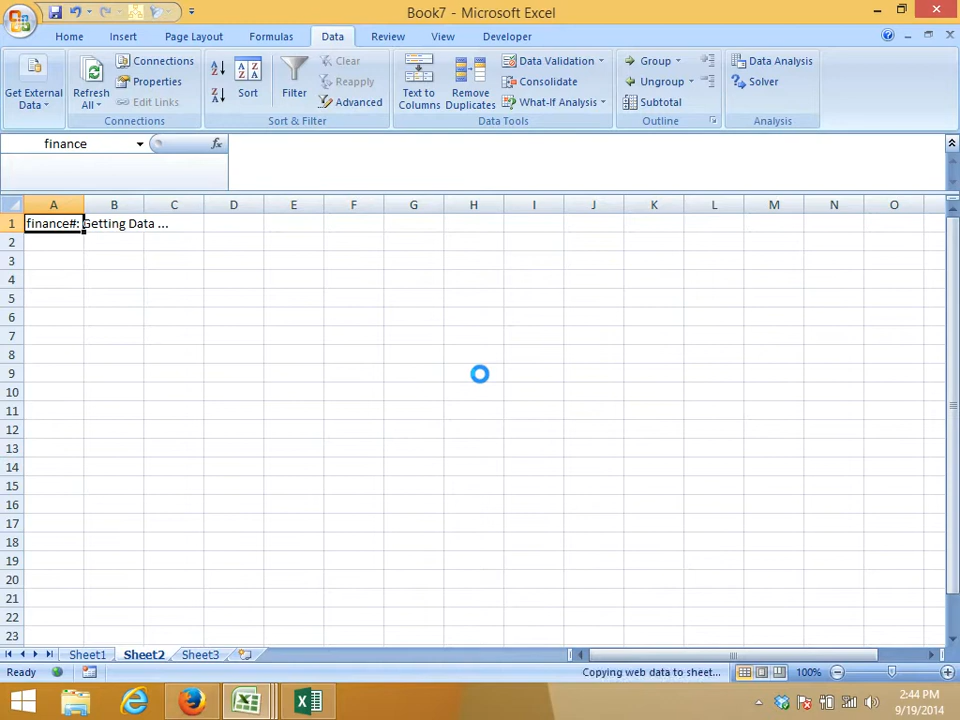 Book7 - Microsoft Excel
Home Insert Page Layout Formulas Data Review View Developer
Get External Data
Refresh All
Connections
Properties
Edit Links
Connections
Sort
Filter
Clear
Reapply
Advanced
Sort & Filter
Text to Columns
Remove Duplicates
Data Validation
Consolidate
What-If Analysis
Data Tools
Group
Ungroup
Subtotal
Outline
Data Analysis
Solver
Analysis
finance fx
A B C D E F G H I J K L M N O
1 finance#: Getting Data ...
2
3
4
5
6
7
8
9
10
11
12
13
14
15
16
17
18
19
20
21
22
23
Sheet1 Sheet2 Sheet3
Ready Copying web data to sheet... 100%
2:44 PM
9/19/2014